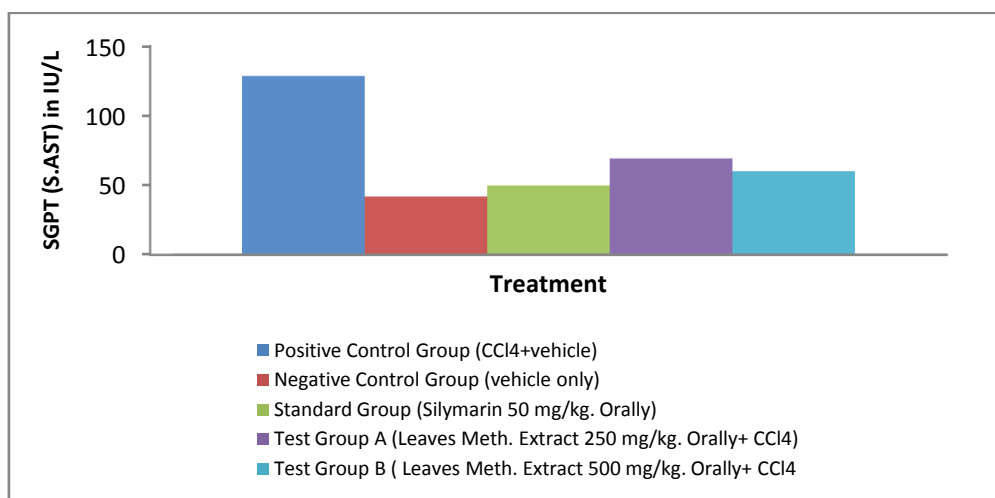 SGPT (S.AST) in IU/L
150
100
50
0
Treatment
Positive Control Group (CCl4+vehicle)
Negative Control Group (vehicle only)
Standard Group (Silymarin 50 mg/kg. Orally)
Test Group A (Leaves Meth. Extract 250 mg/kg. Orally+ CCl4)
Test Group B ( Leaves Meth. Extract 500 mg/kg. Orally+ CCl4